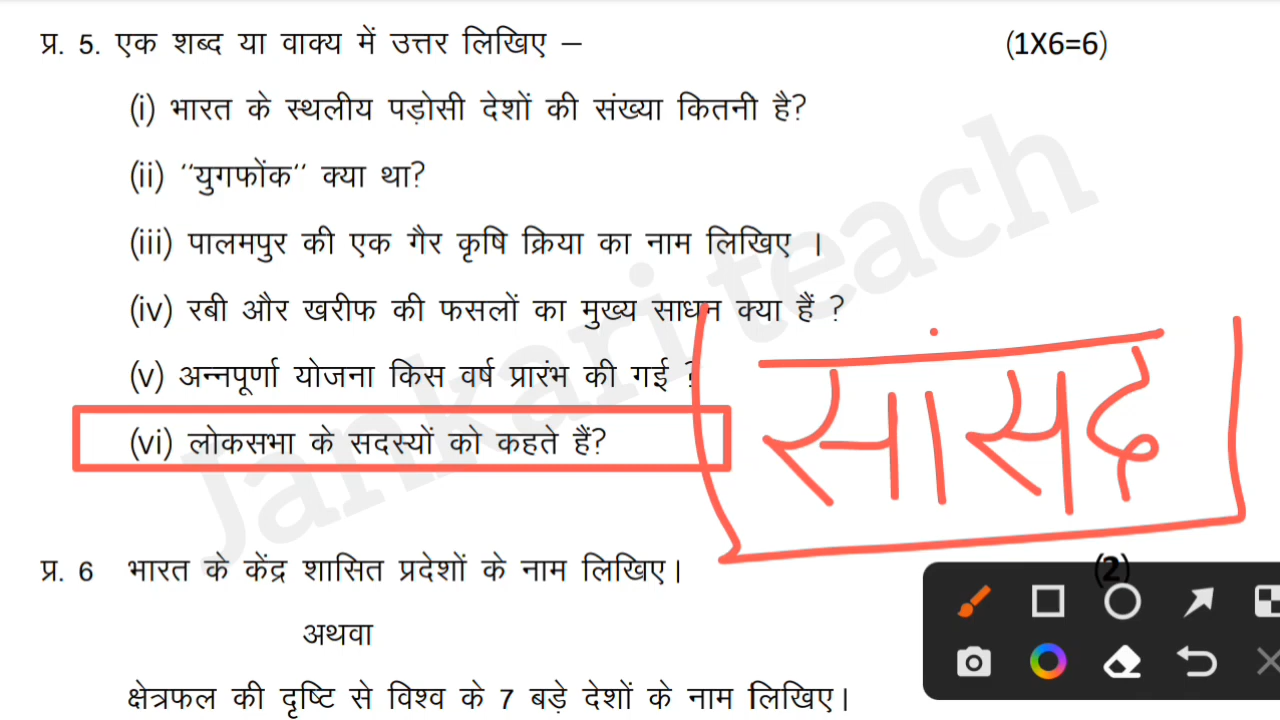 प्र. 5. एक शब्द या वाक्य में उत्तर लिखिए – (1X6=6)
(i) भारत के स्थलीय पड़ोसी देशों की संख्या कितनी है?
(ii) ‘‘युगफोंक‘‘ क्या था?
(iii) पालमपुर की एक गैर कृषि क्रिया का नाम लिखिए ।
(iv) रबी और खरीफ की फसलों का मुख्य साधन क्या हैं ?
(v) अन्नपूर्णा योजना किस वर्ष प्रारंभ की गई ?
(vi) लोकसभा के सदस्यों को कहते हैं?
सांसद
प्र. 6 भारत के केंद्र शासित प्रदेशों के नाम लिखिए। (2)
अथवा
क्षेत्रफल की दृष्टि से विश्व के 7 बड़े देशों के नाम लिखिए।
Jankari teach